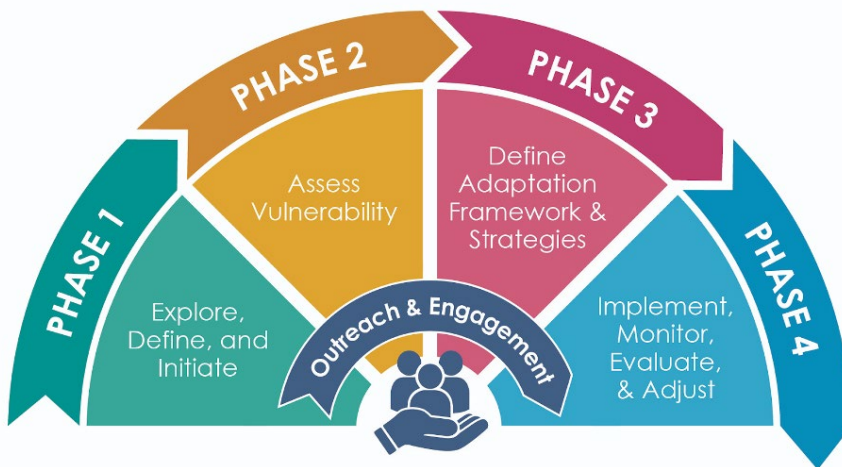 PHASE 1
Explore,
Define, and
Initiate
PHASE 2
Assess
Vulnerability
PHASE 3
Define
Adaptation
Framework &
Strategies
PHASE 4
Implement,
Monitor,
Evaluate,
& Adjust
Outreach & Engagement